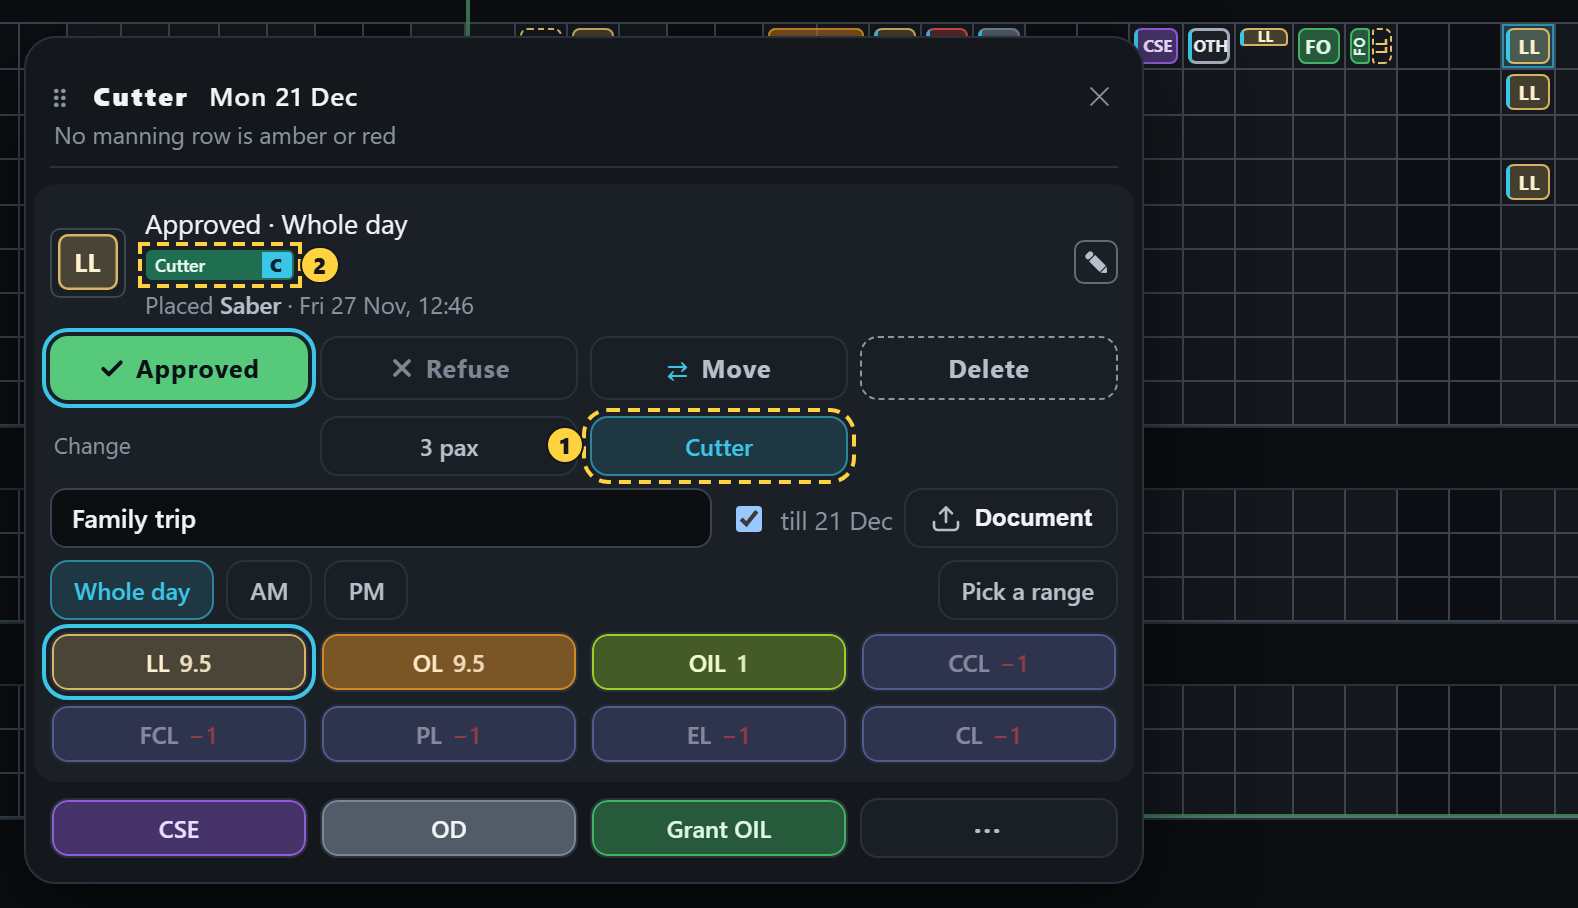 CSE OTH LL FO FO LL LL
LL
LL
Cutter Mon 21 Dec
No manning row is amber or red
LL
Approved · Whole day
Cutter C 2
Placed Saber · Fri 27 Nov, 12:46
Approved Refuse Move Delete
Change 3 pax 1 Cutter
Family trip till 21 Dec Document
Whole day AM PM Pick a range
LL 9.5 OL 9.5 OIL 1 CCL −1
FCL −1 PL −1 EL −1 CL −1
CSE OD Grant OIL ...